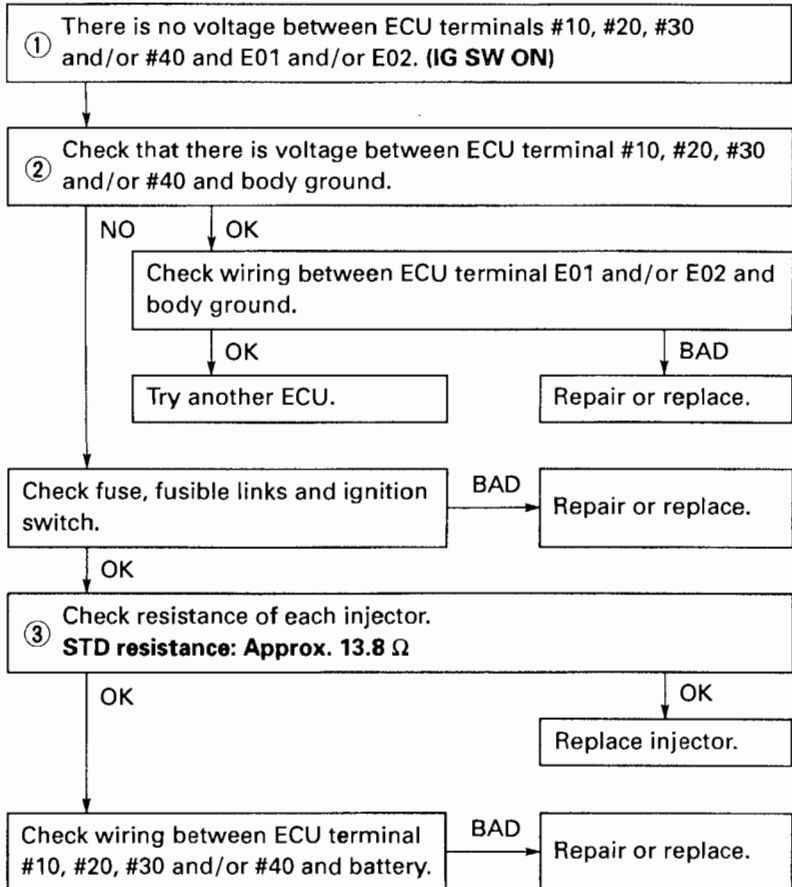 ① There is no voltage between ECU terminals #10, #20, #30
and/or #40 and E01 and/or E02. (IG SW ON)
② Check that there is voltage between ECU terminal #10, #20, #30
and/or #40 and body ground.
NO
OK
Check wiring between ECU terminal E01 and/or E02 and
body ground.
OK
BAD
Try another ECU.
Repair or replace.
Check fuse, fusible links and ignition
switch.
BAD
Repair or replace.
OK
③ Check resistance of each injector.
STD resistance: Approx. 13.8 Ω
OK
OK
Replace injector.
Check wiring between ECU terminal
#10, #20, #30 and/or #40 and battery.
BAD
Repair or replace.